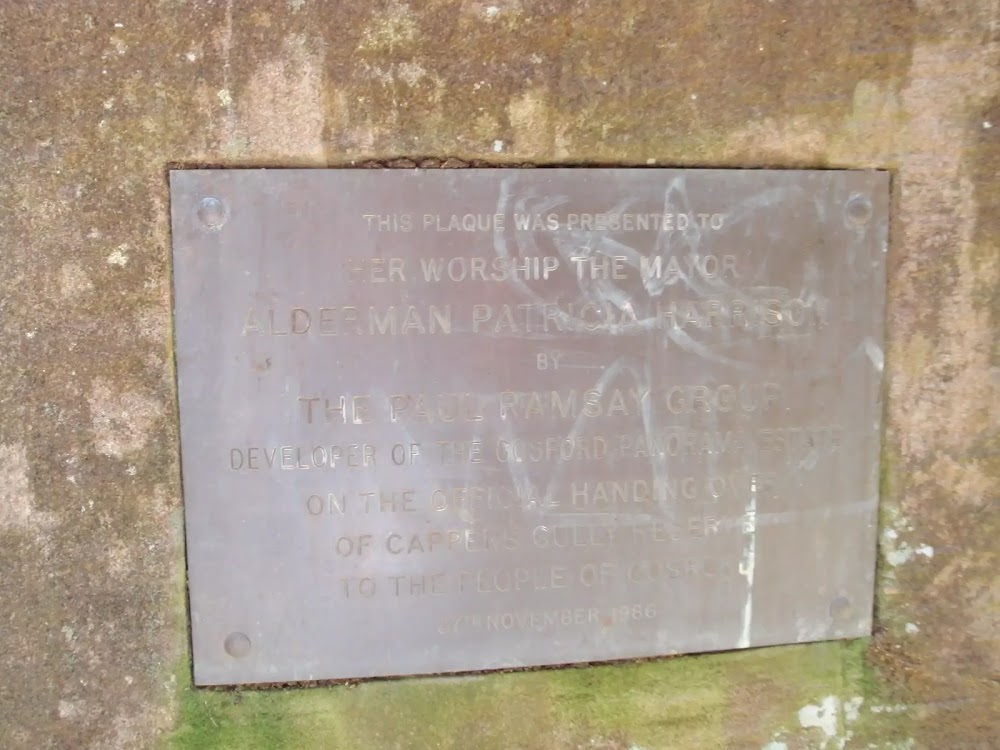 THIS PLAQUE WAS PRESENTED TO
HER WORSHIP THE MAYOR
ALDERMAN PATRICIA HARRISON
BY
THE PAUL RAMSAY GROUP
DEVELOPER OF THE GOSFORD PANORAMA ESTATE
ON THE OFFICIAL HANDING OVER
OF CAPPERS GULLY RESERVE
TO THE PEOPLE OF GOSFORD
NOVEMBER, 1986